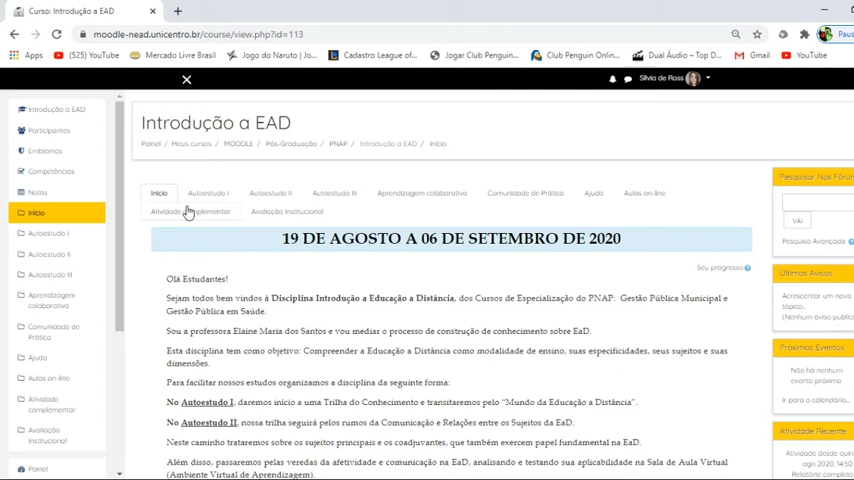 Curso: Introdução a EAD
moodle-nead.unicentro.br/course/view.php?id=113
Apps (525) YouTube Mercado Livre Brasil Jogo do Naruto | Jo... Cadastro League of... Jogar Club Penguin... Club Penguin Online... Dual Áudio – Top D... Gmail YouTube
Silvia de Ross
Introdução a EAD
Participantes
Emblemas
Competências
Notas
Início
Autoestudo I
Autoestudo II
Autoestudo III
Aprendizagem
colaborativa
Comunidade de
Prática
Ajuda
Aulas on-line
Atividade
complementar
Avaliação
Institucional
Painel
Introdução a EAD
Painel / Meus cursos / MOODLE / Pós-Graduação / PNAP / Introdução a EAD / Início
Início Autoestudo I Autoestudo II Autoestudo III Aprendizagem colaborativa Comunidade de Prática Ajuda Aulas on-line
Avaliação Institucional
19 DE AGOSTO A 06 DE SETEMBRO DE 2020
Seu progresso
Olá Estudantes!
Sejam todos bem vindos à Disciplina Introdução a Educação a Distância, dos Cursos de Especialização do PNAP: Gestão Pública Municipal e
Gestão Pública em Saúde.
Sou a professora Elaine Maria dos Santos e vou mediar o processo de construção de conhecimento sobre EaD.
Esta disciplina tem como objetivo: Compreender a Educação a Distância como modalidade de ensino, suas especificidades, seus sujeitos e suas
dimensões.
Para facilitar nossos estudos organizamos a disciplina da seguinte forma:
No Autoestudo I, daremos início a uma Trilha do Conhecimento e transitaremos pelo "Mundo da Educação a Distância".
No Autoestudo II, nossa trilha seguirá pelos rumos da Comunicação e Relações entre os Sujeitos da EaD.
Neste caminho trataremos sobre os sujeitos principais e os coadjuvantes, que também exercem papel fundamental na EaD.
Além disso, passaremos pelas veredas da afetividade e comunicação na EaD, analisando e testando sua aplicabilidade na Sala de Aula Virtual
(Ambiente Virtual de Aprendizagem).
Pesquisar Nos Fóru
VAI
Pesquisa Avançada
Últimos Avisos
Acrescentar um novo
tópico...
(Nenhum aviso public
Próximos Eventos
Não há nenhum
evento próximo
Ir para o calendário...
Atividade Recente
Atividade desde quin
ago 2020, 14:50
Relatório complet